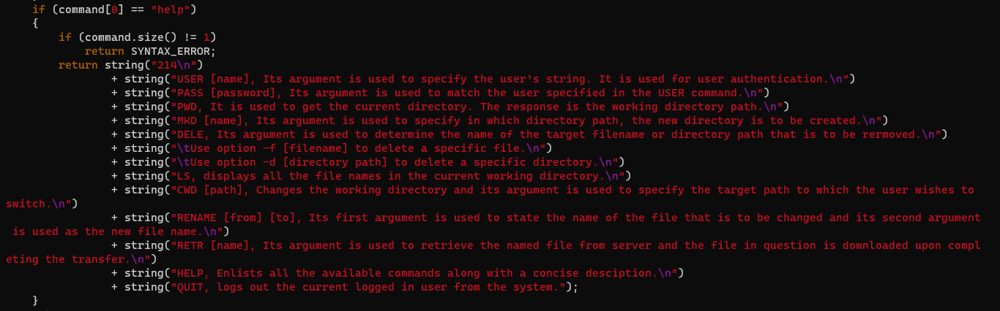 if (command[0] == "help")
{
if (command.size() != 1)
return SYNTAX_ERROR;
return string("214\n")
+ string("USER [name], Its argument is used to specify the user's string. It is used for user authentication.\n")
+ string("PASS [password], Its argument is used to match the user specified in the USER command.\n")
+ string("PWD, It is used to get the current directory. The response is the working directory path.\n")
+ string("MKD [name], Its argument is used to specify in which directory path, the new directory is to be created.\n")
+ string("DELE, Its argument is used to determine the name of the target filename or directory path that is to be rermoved.\n")
+ string("\tUse option -f [filename] to delete a specific file.\n")
+ string("\tUse option -d [directory path] to delete a specific directory.\n")
+ string("LS, displays all the file names in the current working directory.\n")
+ string("CWD [path], Changes the working directory and its argument is used to specify the target path to which the user wishes to
switch.\n")
+ string("RENAME [from] [to], Its first argument is used to state the name of the file that is to be changed and its second argument
is used as the new file name.\n")
+ string("RETR [name], Its argument is used to retrieve the named file from server and the file in question is downloaded upon compl
eting the transfer.\n")
+ string("HELP, Enlists all the available commands along with a concise desciption.\n")
+ string("QUIT, logs out the current logged in user from the system.");
}